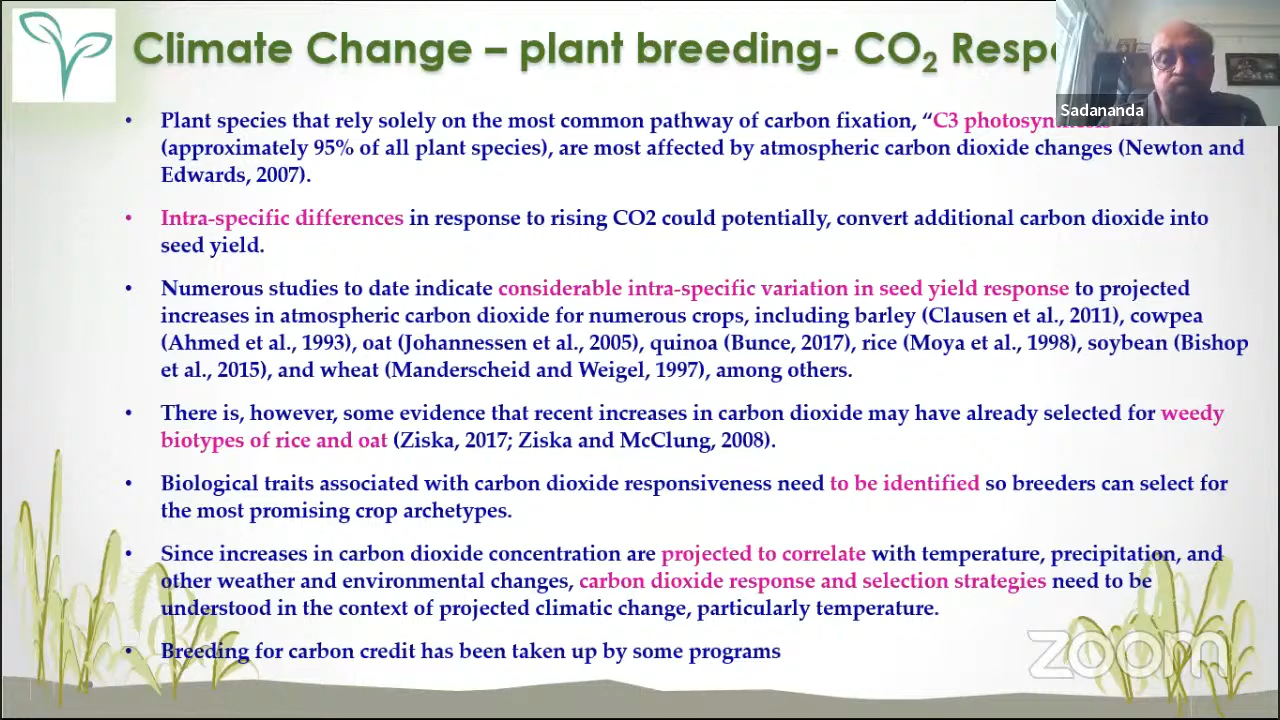 Climate Change – plant breeding- CO₂
Sadananda
• Plant species that rely solely on the most common pathway of carbon fixation, “C3
(approximately 95% of all plant species), are most affected by atmospheric carbon dioxide changes (Newton and
Edwards, 2007).
• Intra-specific differences in response to rising CO2 could potentially, convert additional carbon dioxide into
seed yield.
• Numerous studies to date indicate considerable intra-specific variation in seed yield response to projected
increases in atmospheric carbon dioxide for numerous crops, including barley (Clausen et al., 2011), cowpea
(Ahmed et al., 1993), oat (Johannessen et al., 2005), quinoa (Bunce, 2017), rice (Moya et al., 1998), soybean (Bishop
et al., 2015), and wheat (Manderscheid and Weigel, 1997), among others.
• There is, however, some evidence that recent increases in carbon dioxide may have already selected for weedy
biotypes of rice and oat (Ziska, 2017; Ziska and McClung, 2008).
• Biological traits associated with carbon dioxide responsiveness need to be identified so breeders can select for
the most promising crop archetypes.
• Since increases in carbon dioxide concentration are projected to correlate with temperature, precipitation, and
other weather and environmental changes, carbon dioxide response and selection strategies need to be
understood in the context of projected climatic change, particularly temperature.
• Breeding for carbon credit has been taken up by some programs
zoom